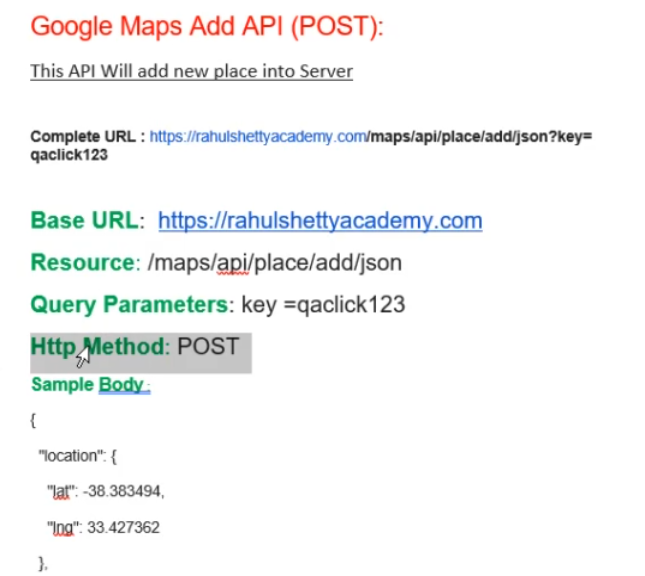 Google Maps Add API (POST):
This API Will add new place into Server
Complete URL : https://rahulshettyacademy.com/maps/api/place/add/json?key=
qaclick123
Base URL: https://rahulshettyacademy.com
Resource: /maps/api/place/add/json
Query Parameters: key =qaclick123
Http Method: POST
Sample Body :
{
"location": {
"lat": -38.383494,
"lng": 33.427362
},